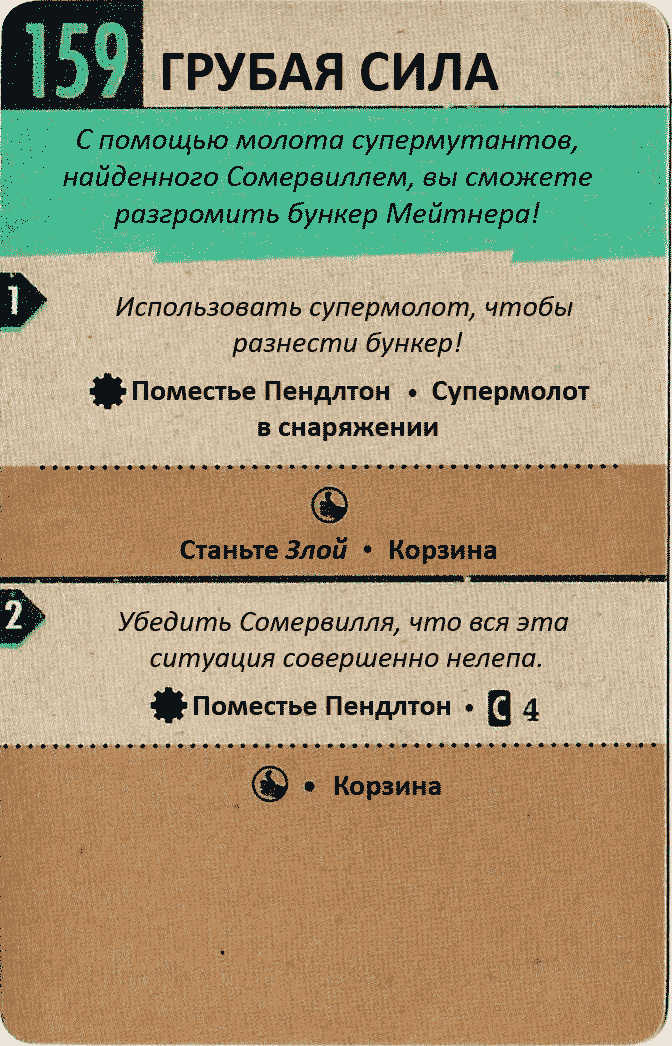 159
ГРУБАЯ СИЛА
С помощью молота супермутантов,
найденного Сомервиллем, вы сможете
разгромить бункер Мейтнера!
1
Использовать супермолот, чтобы
разнести бункер!
Поместье Пендлтон • Супермолот
в снаряжении
Станьте Злой • Корзина
2
Убедить Сомервилля, что вся эта
ситуация совершенно нелепа.
Поместье Пендлтон • C 4
• Корзина